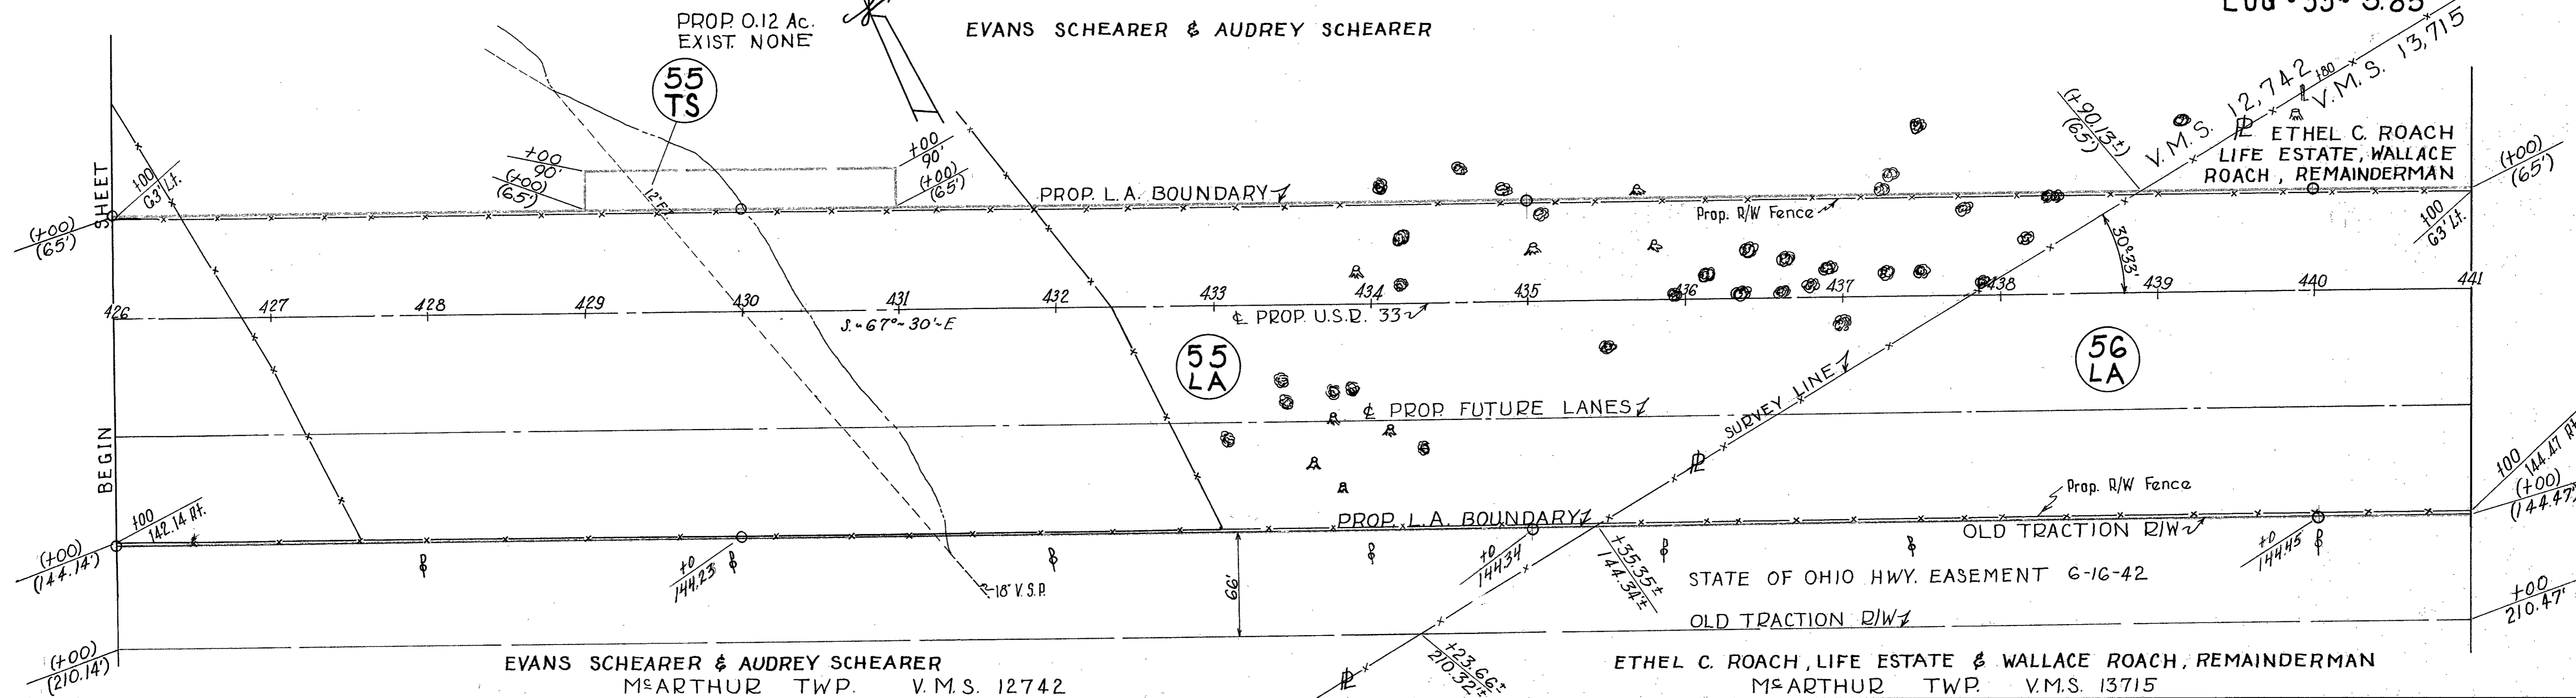 PROP. 0.12 Ac.
EXIST. NONE
EVANS SCHEARER & AUDREY SCHEARER
55
TS
V.M.S. 12,742
+80
V.M.S. 13,715
(+90.13±)
(65')
ETHEL C. ROACH
LIFE ESTATE, WALLACE
ROACH, REMAINDERMAN
SHEET
+00
63' Lt.
(+00)
(65')
+00
90'
(+00)
(65')
+00
90'
(+00)
(65')
PROP. L.A. BOUNDARY
Prop. R/W Fence
(+00)
(65')
+00
63' Lt.
30°33'
426
427
428
429
430
431
432
433
434
435
436
437
438
439
440
441
S.~67°~30'~E
℄ PROP. U.S.R. 33
55
LA
56
LA
℄ PROP. FUTURE LANES
SURVEY LINE
BEGIN
℄ PROP. L.A. BOUNDARY
Prop. R/W Fence
OLD TRACTION R/W
+00
142.14 Rt.
(+00)
(144.14')
+0
144.23
+0
144.34
+35.35±
144.34'±
+0
144.45
+00
144.47 Rt
(+00)
(144.47'
66'
18" V.S.P.
STATE OF OHIO HWY. EASEMENT 6-16-42
OLD TRACTION R/W
+00
210.47'
(+00)
(210.14')
+23.66±
210.32'±
EVANS SCHEARER & AUDREY SCHEARER
McARTHUR TWP. V.M.S. 12742
ETHEL C. ROACH, LIFE ESTATE & WALLACE ROACH, REMAINDERMAN
McARTHUR TWP. V.M.S. 13715